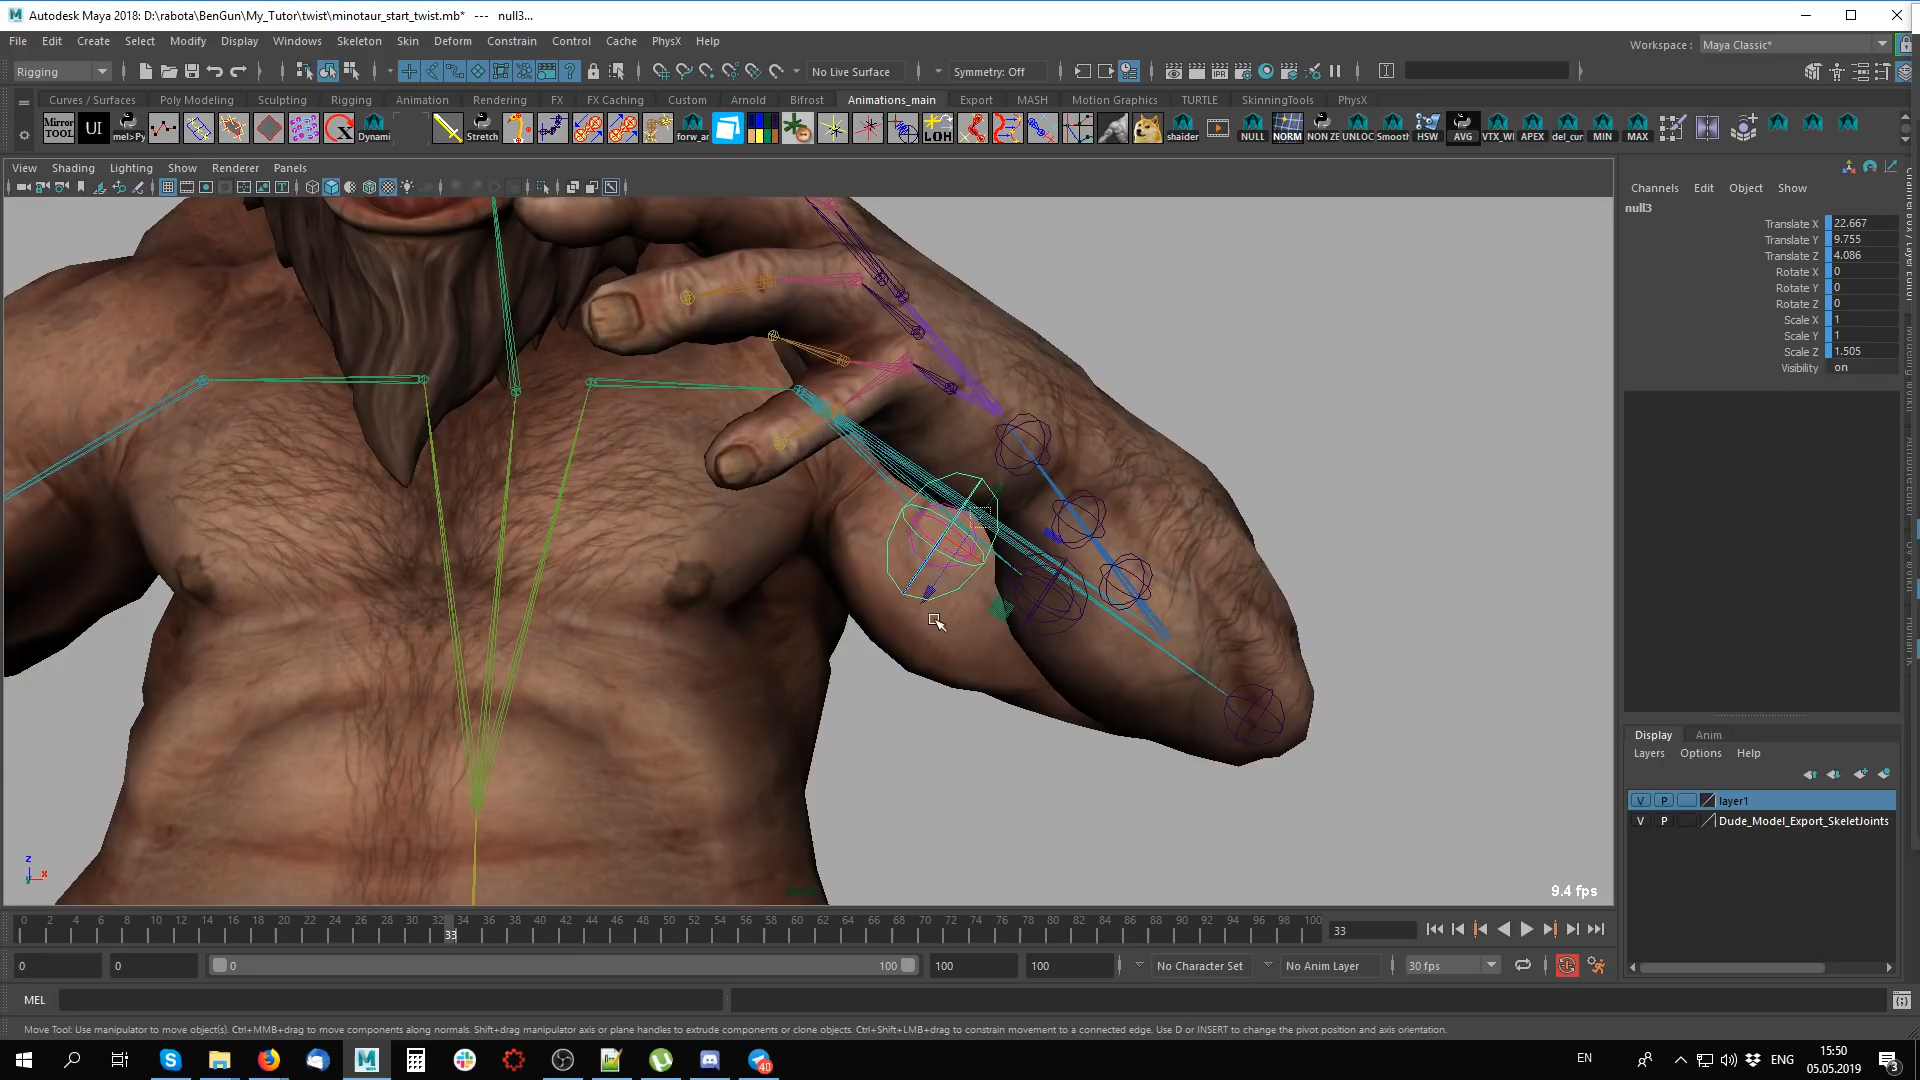 Autodesk Maya 2018: D:\rabota\BenGun\My_Tutor\twist\minotaur_start_twist.mb*   ---   null3...
File Edit Create Select Modify Display Windows Skeleton Skin Deform Constrain Control Cache PhysX Help
Workspace : Maya Classic*
Rigging No Live Surface Symmetry: Off
Curves / Surfaces Poly Modeling Sculpting Rigging Animation Rendering FX FX Caching Custom Arnold Bifrost Animations_main Export MASH Motion Graphics TURTLE SkinningTools PhysX
Mirror TOOL UI mel>Py Dynami Stretch forw_ar LOH shaider NULL NORM NON ZE UNLOC Smooth HSW AVG VTX_WI APEX del_cur MIN MAX
View Shading Lighting Show Renderer Panels
Channels Edit Object Show
null3
Translate X 22.667
Translate Y 9.755
Translate Z 4.086
Rotate X 0
Rotate Y 0
Rotate Z 0
Scale X 1
Scale Y 1
Scale Z 1.505
Visibility on
Display Anim
Layers Options Help
V P layer1
V P Dude_Model_Export_SkeletJoints
z
x
9.4 fps
0 2 4 6 8 10 12 14 16 18 20 22 24 26 28 30 32 34 36 38 40 42 44 46 48 50 52 54 56 58 60 62 64 66 68 70 72 74 76 78 80 82 84 86 88 90 92 94 96 98 100
33 33
0 0 0 100 100 100 No Character Set No Anim Layer 30 fps
MEL
Move Tool: Use manipulator to move object(s). Ctrl+MMB+drag to move components along normals. Shift+drag manipulator axis or plane handles to extrude components or clone objects. Ctrl+Shift+LMB+drag to constrain movement to a connected edge. Use D or INSERT to change the pivot position and axis orientation.
40 EN ENG 15:50
05.05.2019
3